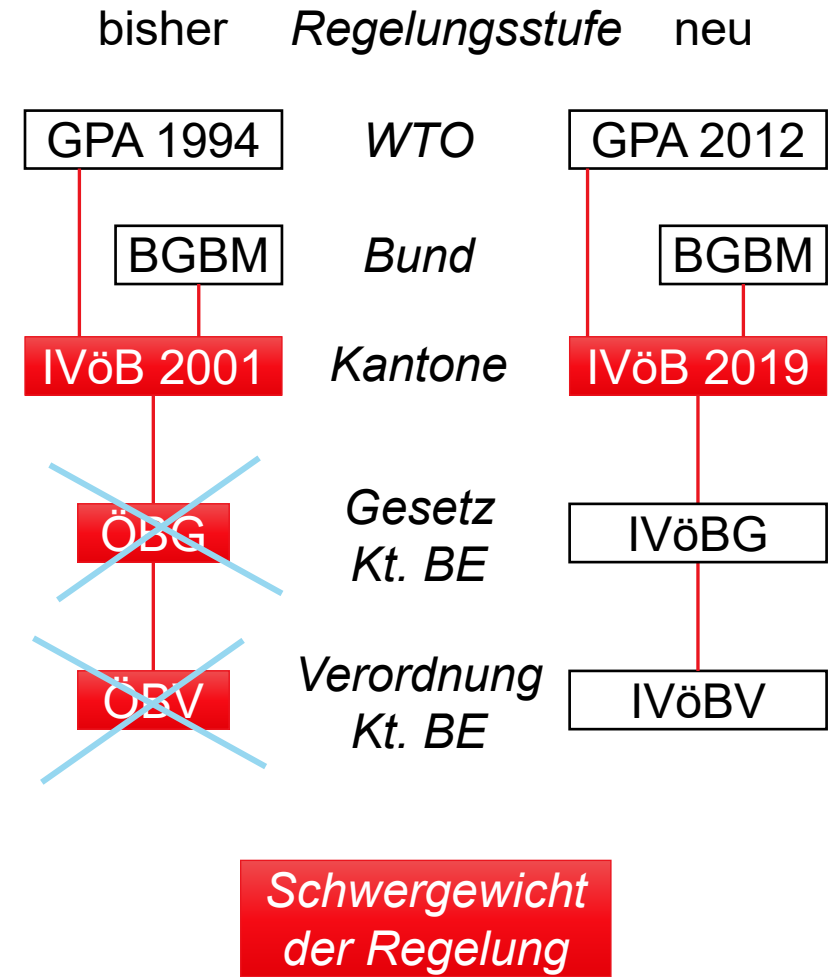 bisher Regelungsstufe neu
GPA 1994 WTO GPA 2012
BGBM Bund BGBM
IVöB 2001 Kantone IVöB 2019
ÖBG Gesetz Kt. BE IVöBG
ÖBV Verordnung Kt. BE IVöBV
Schwergewicht
der Regelung